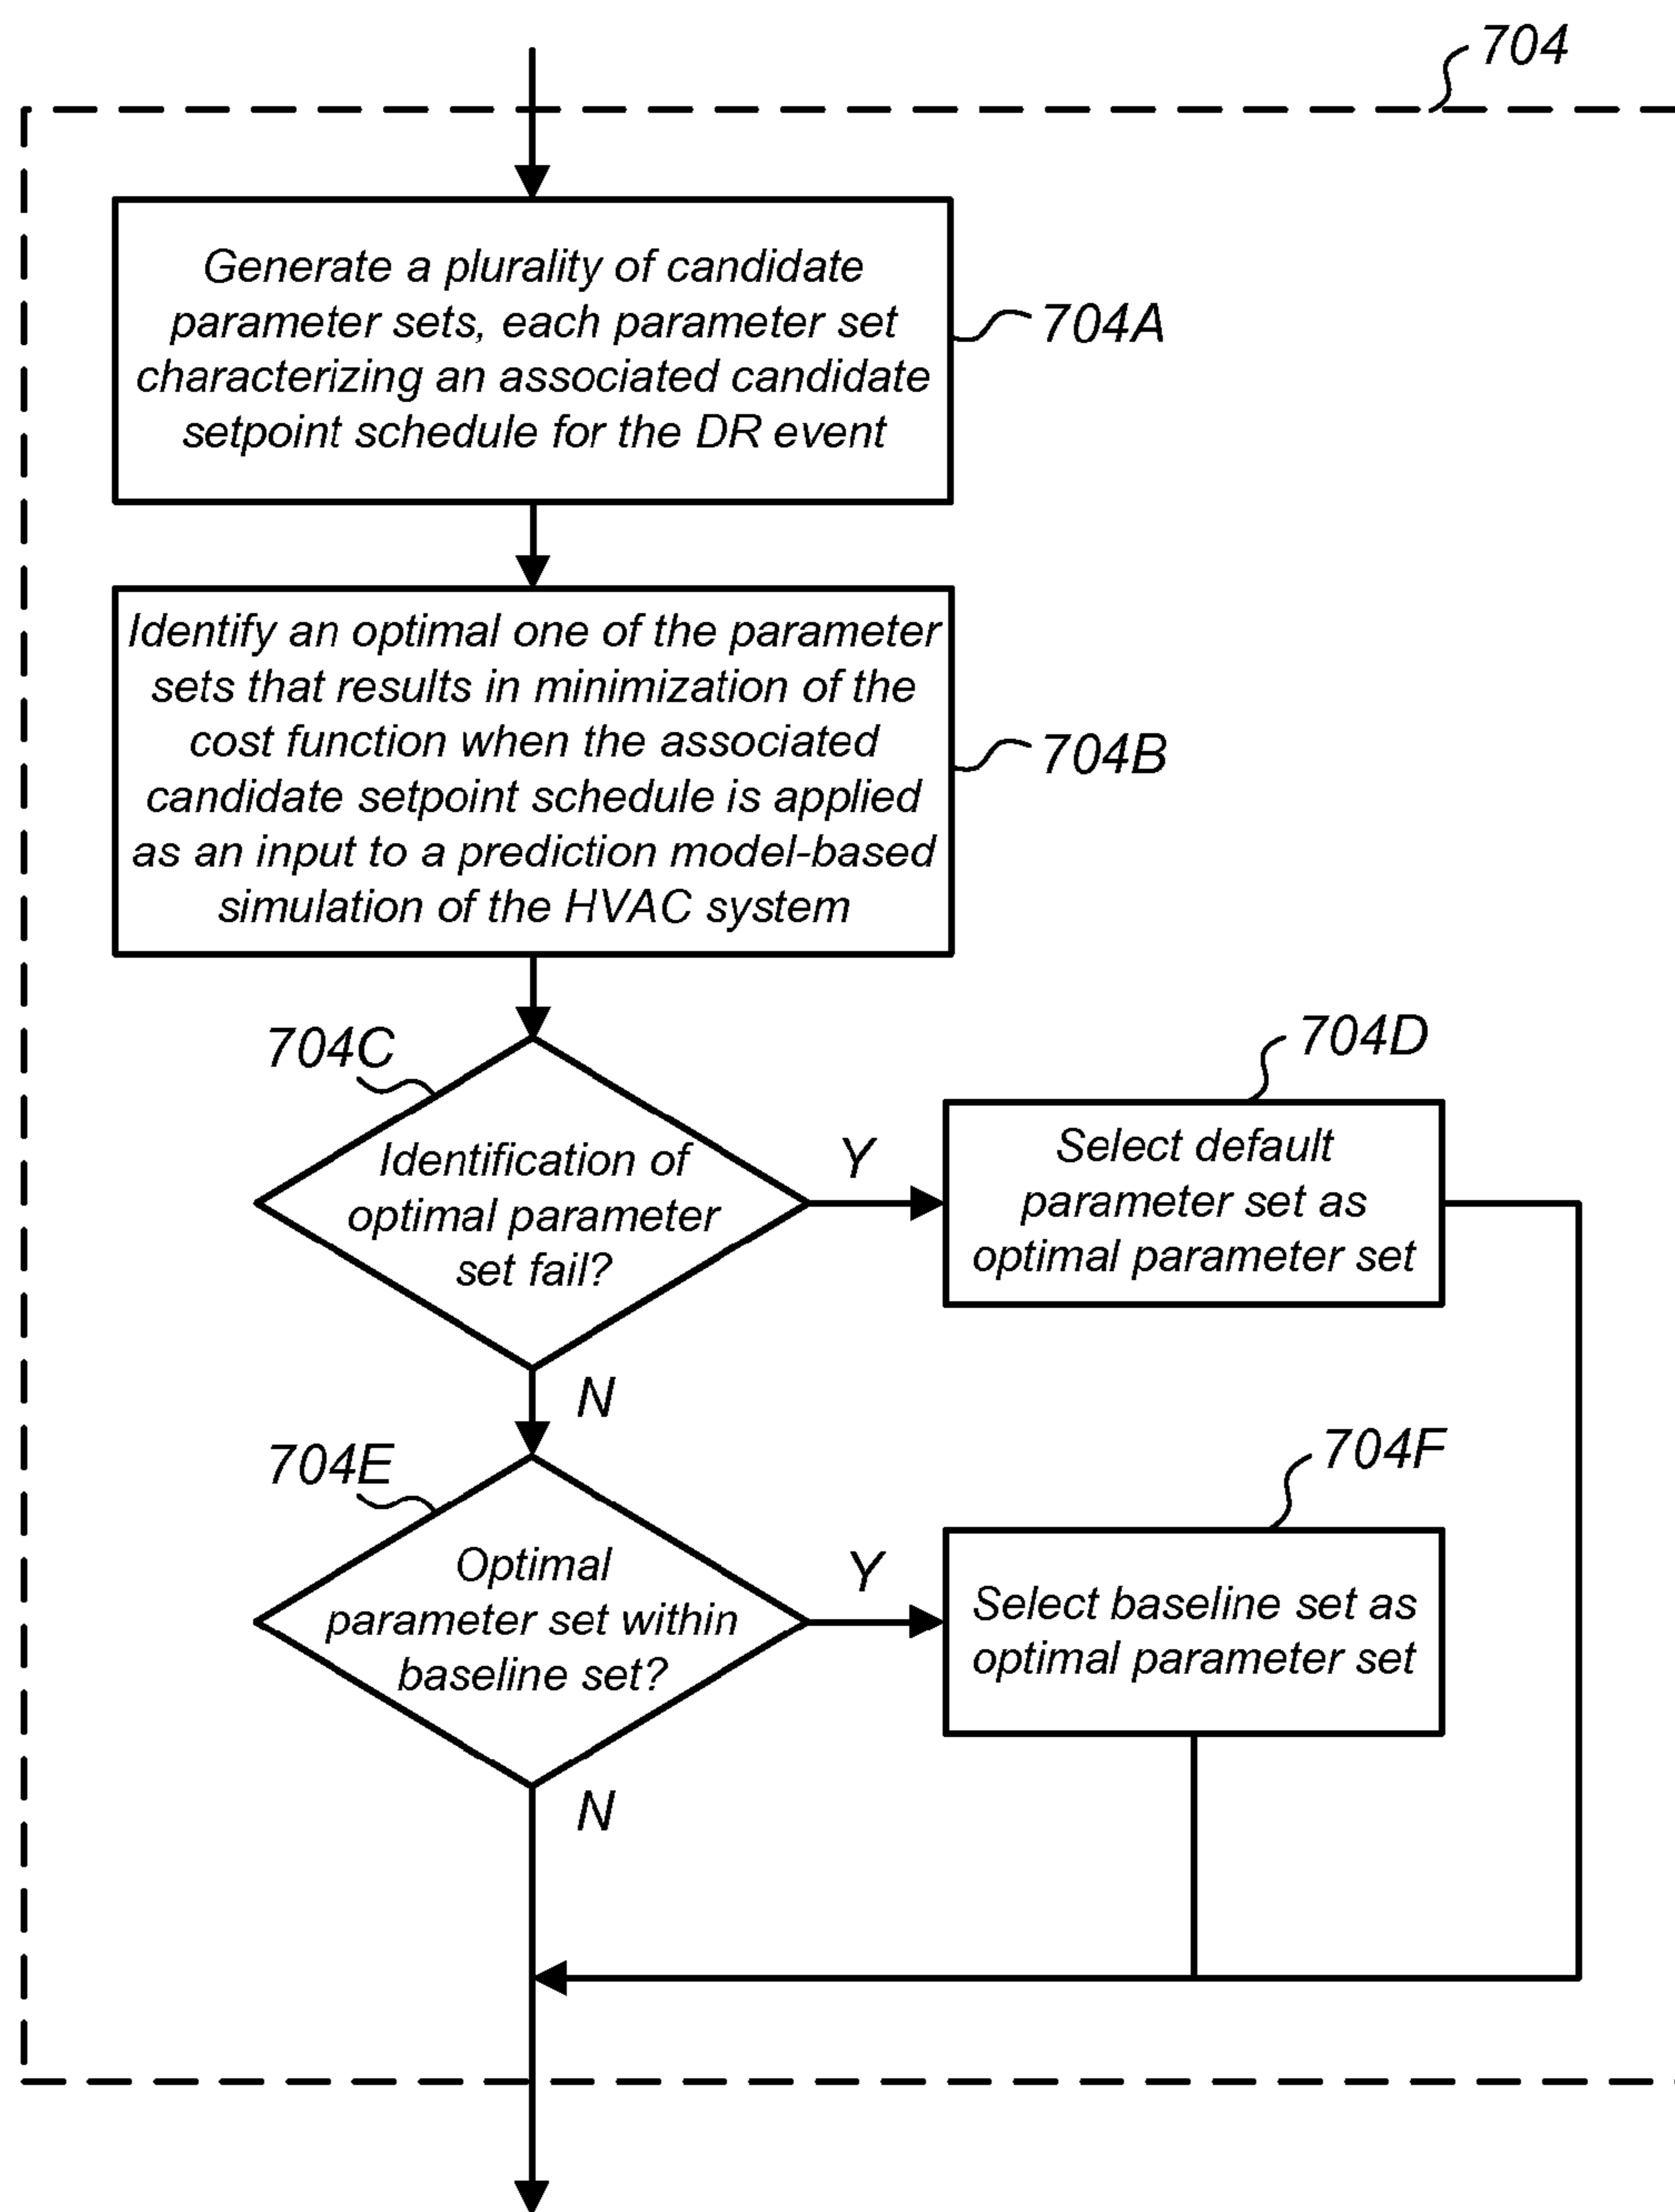 704
Generate a plurality of candidate
parameter sets, each parameter set
characterizing an associated candidate
setpoint schedule for the DR event
704A
Identify an optimal one of the parameter
sets that results in minimization of the
cost function when the associated
candidate setpoint schedule is applied
as an input to a prediction model-based
simulation of the HVAC system
704B
704C
Identification of
optimal parameter
set fail?
Y
704D
Select default
parameter set as
optimal parameter set
N
704E
Optimal
parameter set within
baseline set?
Y
704F
Select baseline set as
optimal parameter set
N